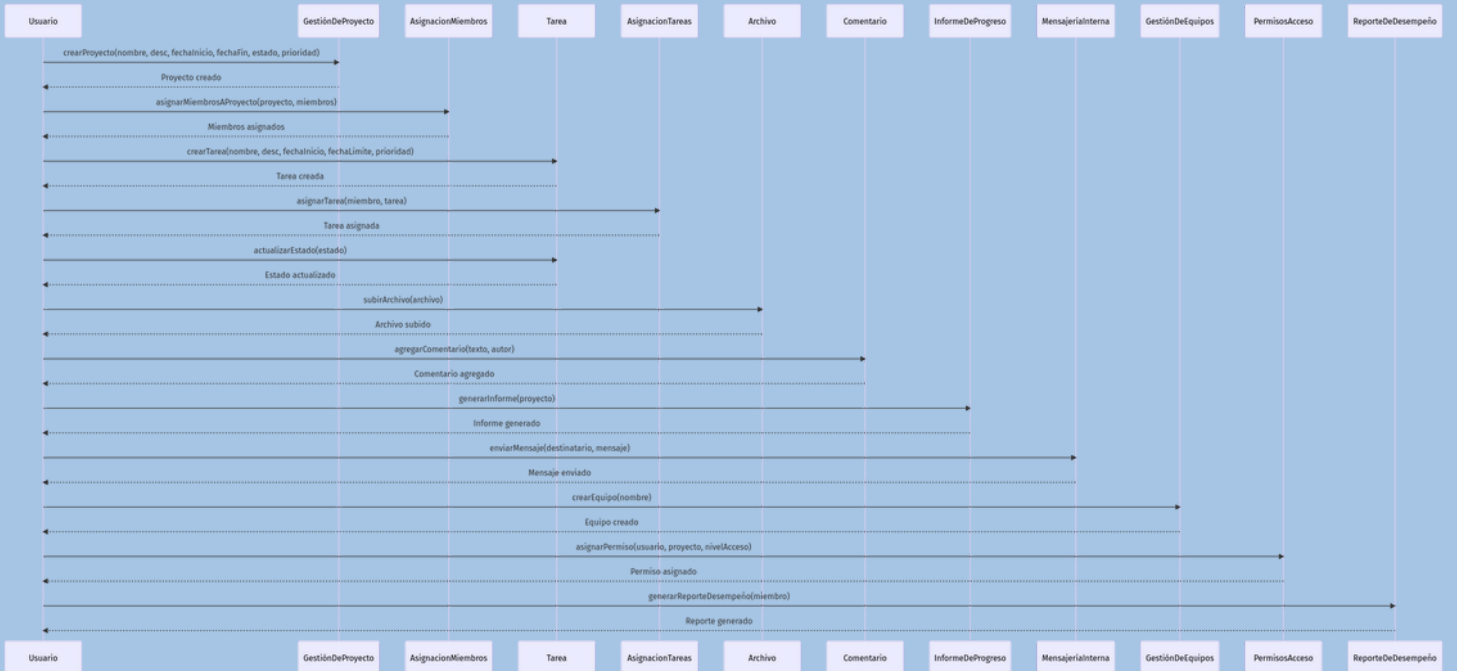 Usuario
GestiónDeProyecto
AsignacionMiembros
Tarea
AsignacionTareas
Archivo
Comentario
InformeDeProgreso
MensajeriaInterna
GestiónDeEquipos
PermisosAcceso
ReporteDeDesempeño
crearProyecto(nombre, desc, fechaInicio, fechaFin, estado, prioridad)
Proyecto creado
asignarMiembrosAProyecto(proyecto, miembros)
Miembros asignados
crearTarea(nombre, desc, fechaInicio, fechaLimite, prioridad)
Tarea creada
asignarTarea(miembro, tarea)
Tarea asignada
actualizarEstado(estado)
Estado actualizado
subirArchivo(archivo)
Archivo subido
agregarComentario(texto, autor)
Comentario agregado
generarInforme(proyecto)
Informe generado
enviarMensaje(destinatario, mensaje)
Mensaje enviado
crearEquipo(nombre)
Equipo creado
asignarPermiso(usuario, proyecto, nivelAcceso)
Permiso asignado
generarReporteDesempeño(miembro)
Reporte generado
Usuario
GestiónDeProyecto
AsignacionMiembros
Tarea
AsignacionTareas
Archivo
Comentario
InformeDeProgreso
MensajeriaInterna
GestiónDeEquipos
PermisosAcceso
ReporteDeDesempeño